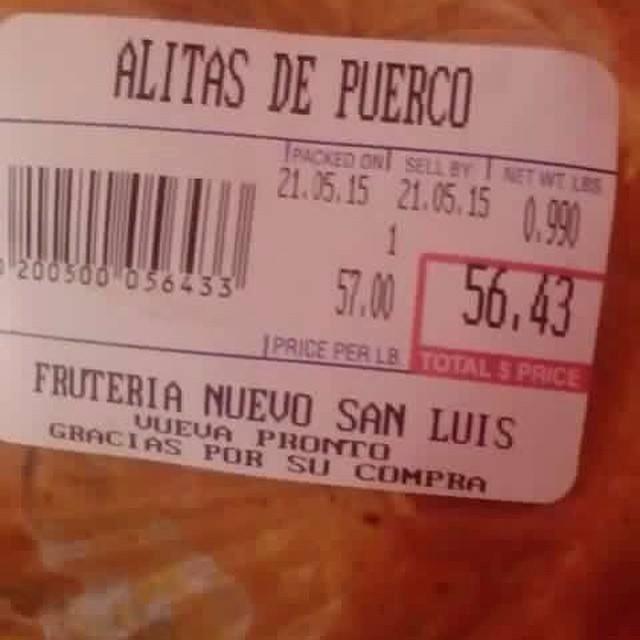 ALITAS DE PUERCO
PACKED ON SELL BY NET WT. LBS
21.05.15 21.05.15 0.990
1
57.00 56.43
PRICE PER LB. TOTAL $ PRICE
200500 056433
FRUTERIA NUEVO SAN LUIS
VUEVA PRONTO
GRACIAS POR SU COMPRA